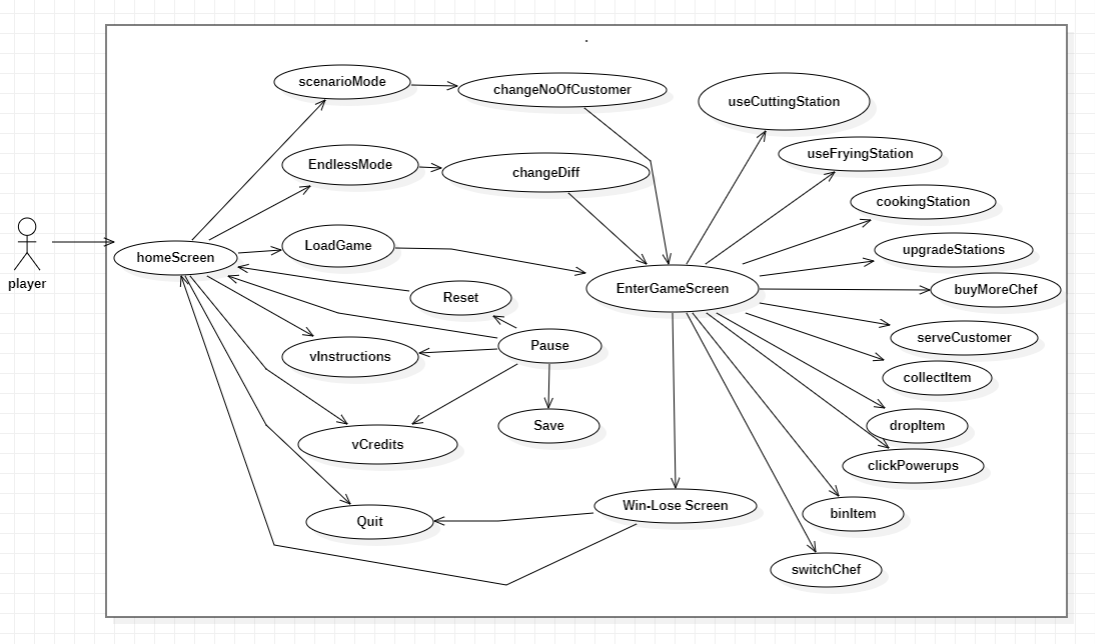 scenarioMode
changeNoOfCustomer
useCuttingStation
useFryingStation
EndlessMode
changeDiff
cookingStation
LoadGame
upgradeStations
homeScreen
player
EnterGameScreen
buyMoreChef
Reset
serveCustomer
Pause
vInstructions
collectItem
Save
dropItem
vCredits
clickPowerups
Win-Lose Screen
binItem
Quit
switchChef